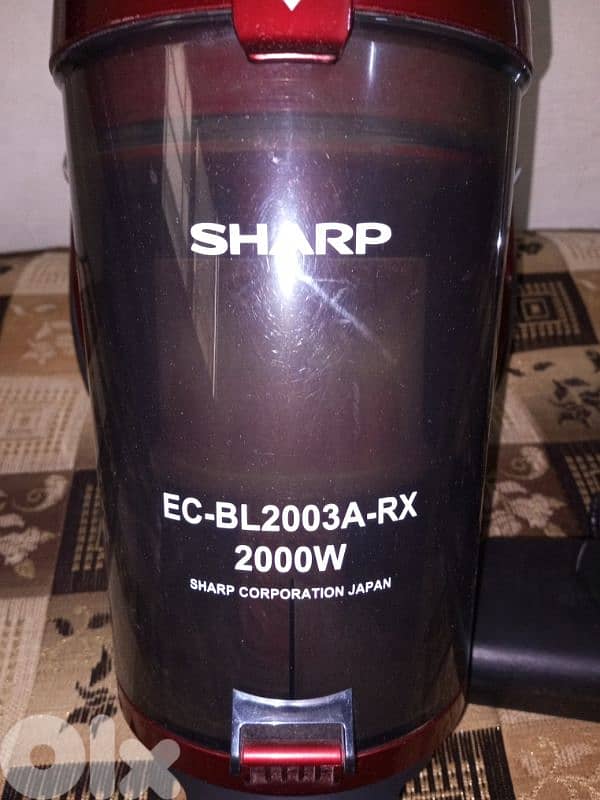 SHARP
EC-BL2003A-RX
2000W
SHARP CORPORATION JAPAN
Olx